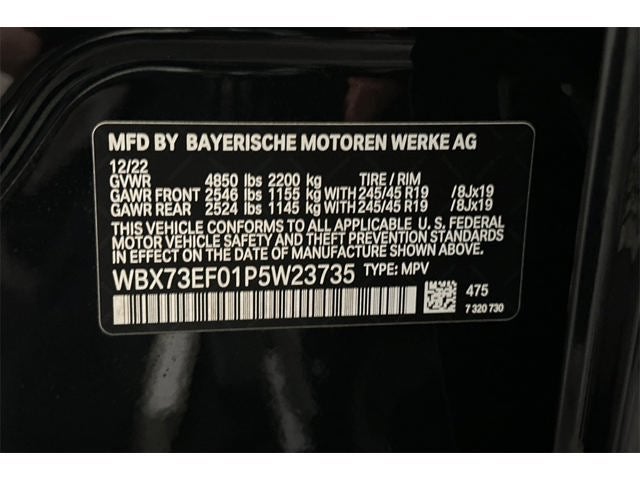 MFD BY BAYERISCHE MOTOREN WERKE AG
12/22
GVWR 4850 lbs 2200 kg TIRE / RIM
GAWR FRONT 2546 lbs 1155 kg WITH 245/45 R19 /8Jx19
GAWR REAR 2524 lbs 1145 kg WITH 245/45 R19 /8Jx19
THIS VEHICLE CONFORMS TO ALL APPLICABLE U. S. FEDERAL
MOTOR VEHICLE SAFETY AND THEFT PREVENTION STANDARDS
IN EFFECT ON THE DATE OF MANUFACTURE SHOWN ABOVE.
WBX73EF01P5W23735 TYPE: MPV
475
7 320 730